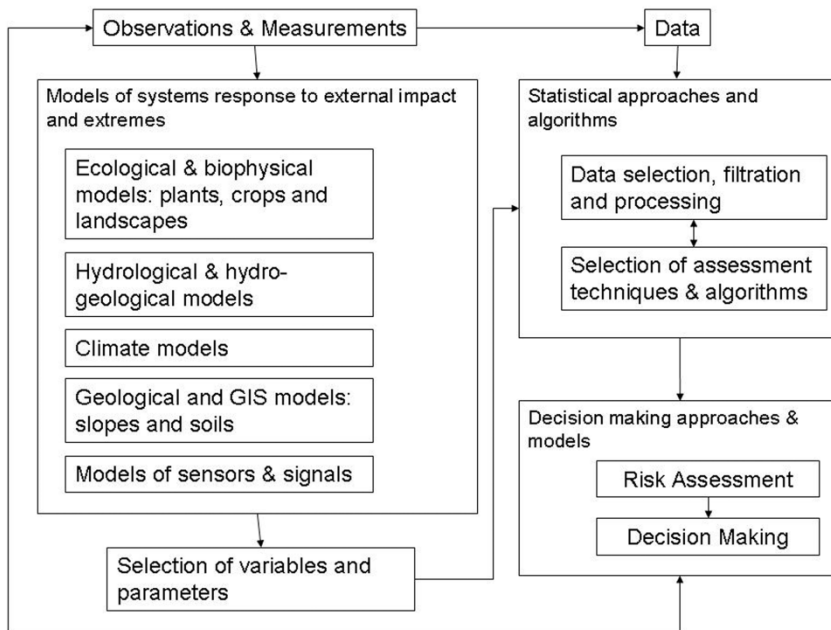 Observations & Measurements
Data
Models of systems response to external impact
and extremes
Ecological & biophysical
models: plants, crops and
landscapes
Hydrological & hydro-
geological models
Climate models
Geological and GIS models:
slopes and soils
Models of sensors & signals
Selection of variables and
parameters
Statistical approaches and
algorithms
Data selection, filtration
and processing
Selection of assessment
techniques & algorithms
Decision making approaches &
models
Risk Assessment
Decision Making